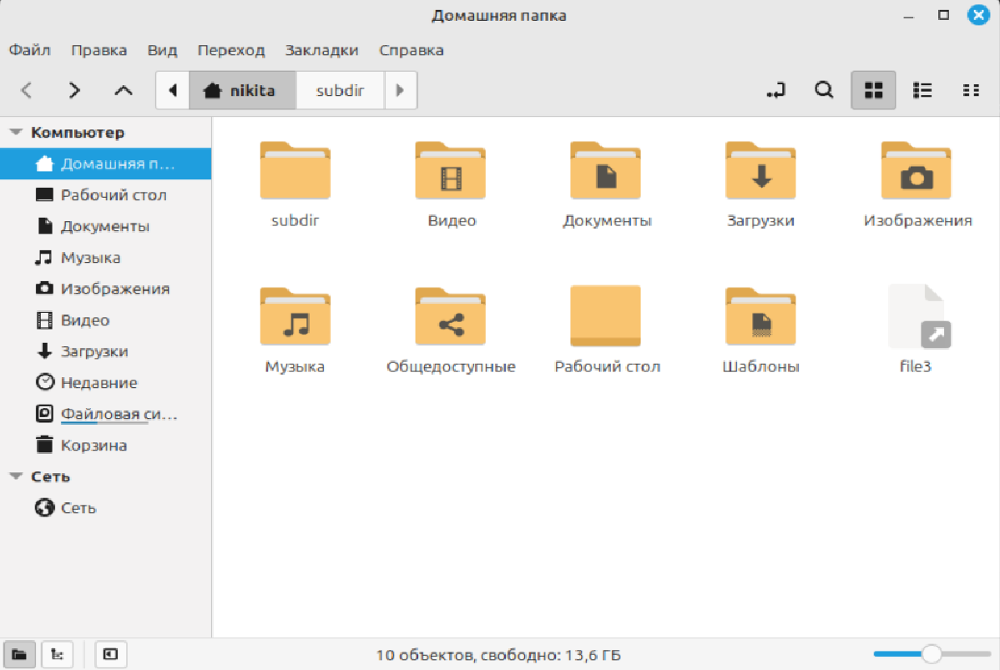 Домашняя папка
Файл Правка Вид Переход Закладки Справка
nikita subdir
Компьютер
Домашняя п...
Рабочий стол
Документы
Музыка
Изображения
Видео
Загрузки
Недавние
Файловая си...
Корзина
Сеть
Сеть
subdir Видео Документы Загрузки Изображения
Музыка Общедоступные Рабочий стол Шаблоны file3
10 объектов, свободно: 13,6 ГБ